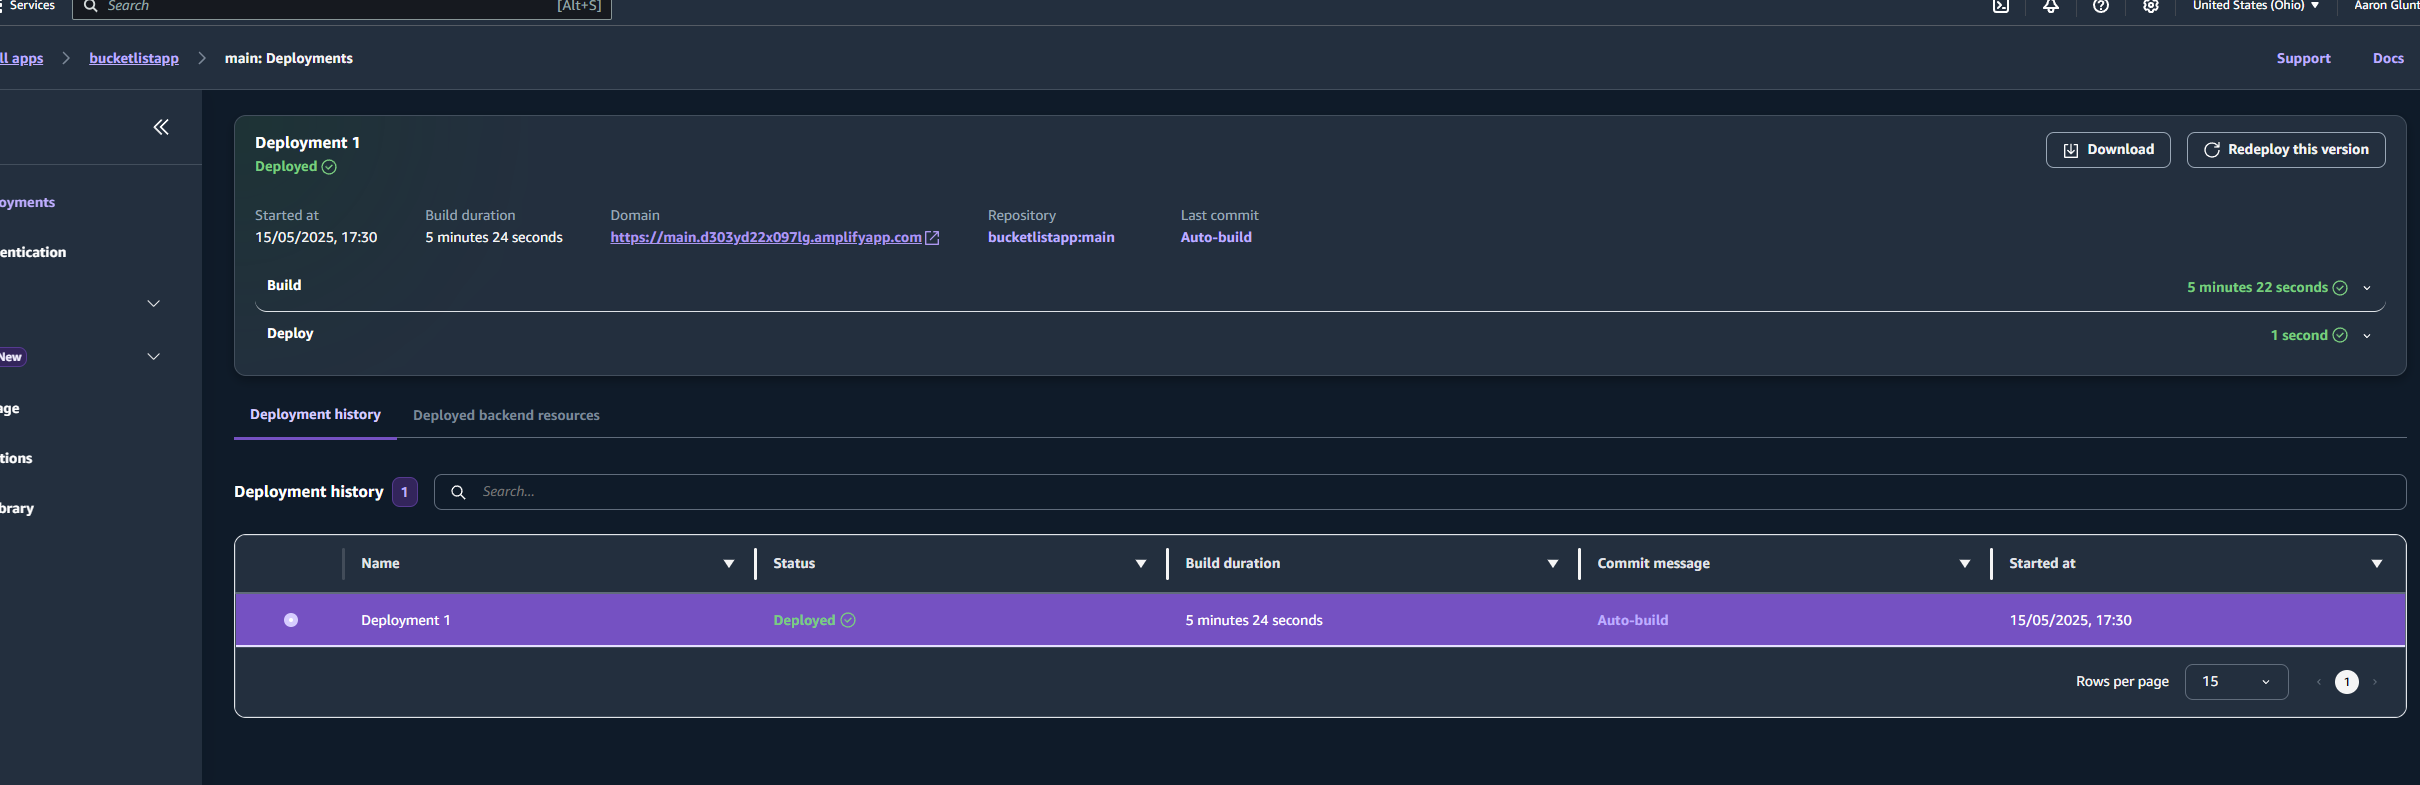 Services Search [Alt+S] United States (Ohio) Aaron Glunt
ll apps bucketlistapp main: Deployments Support Docs
Deployment 1 Download Redeploy this version
Deployed
oyments
Started at Build duration Domain Repository Last commit
15/05/2025, 17:30 5 minutes 24 seconds https://main.d303yd22x097lg.amplifyapp.com bucketlistapp:main Auto-build
entication
Build 5 minutes 22 seconds
Deploy 1 second
New
age
Deployment history Deployed backend resources
tions
Deployment history 1 Search...
brary
Name Status Build duration Commit message Started at
Deployment 1 Deployed 5 minutes 24 seconds Auto-build 15/05/2025, 17:30
Rows per page 15 1